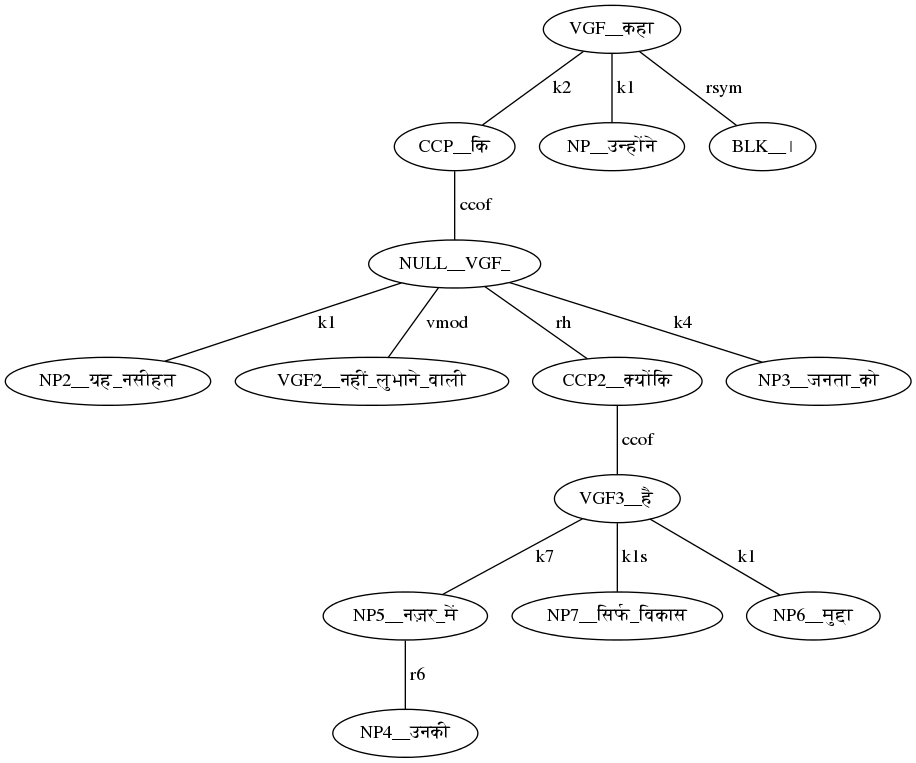 VGF__कहा
k2 k1 rsym
CCP__कि NP__उन्होंने BLK__।
ccof
NULL__VGF_
k1 vmod rh k4
NP2__यह_नसीहत VGF2__नहीं_लुभाने_वाली CCP2__क्योंकि NP3__जनता_को
ccof
VGF3__है
k7 k1s k1
NP5__नज़र_में NP7__सिर्फ_विकास NP6__मुद्दा
r6
NP4__उनकी